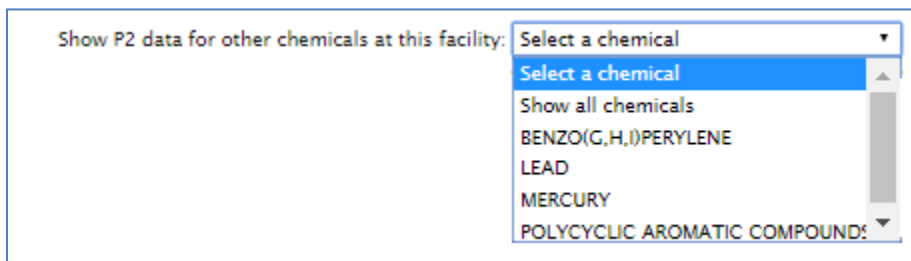 Show P2 data for other chemicals at this facility: Select a chemical
Select a chemical
Show all chemicals
BENZO(G,H,I)PERYLENE
LEAD
MERCURY
POLYCYCLIC AROMATIC COMPOUNDS